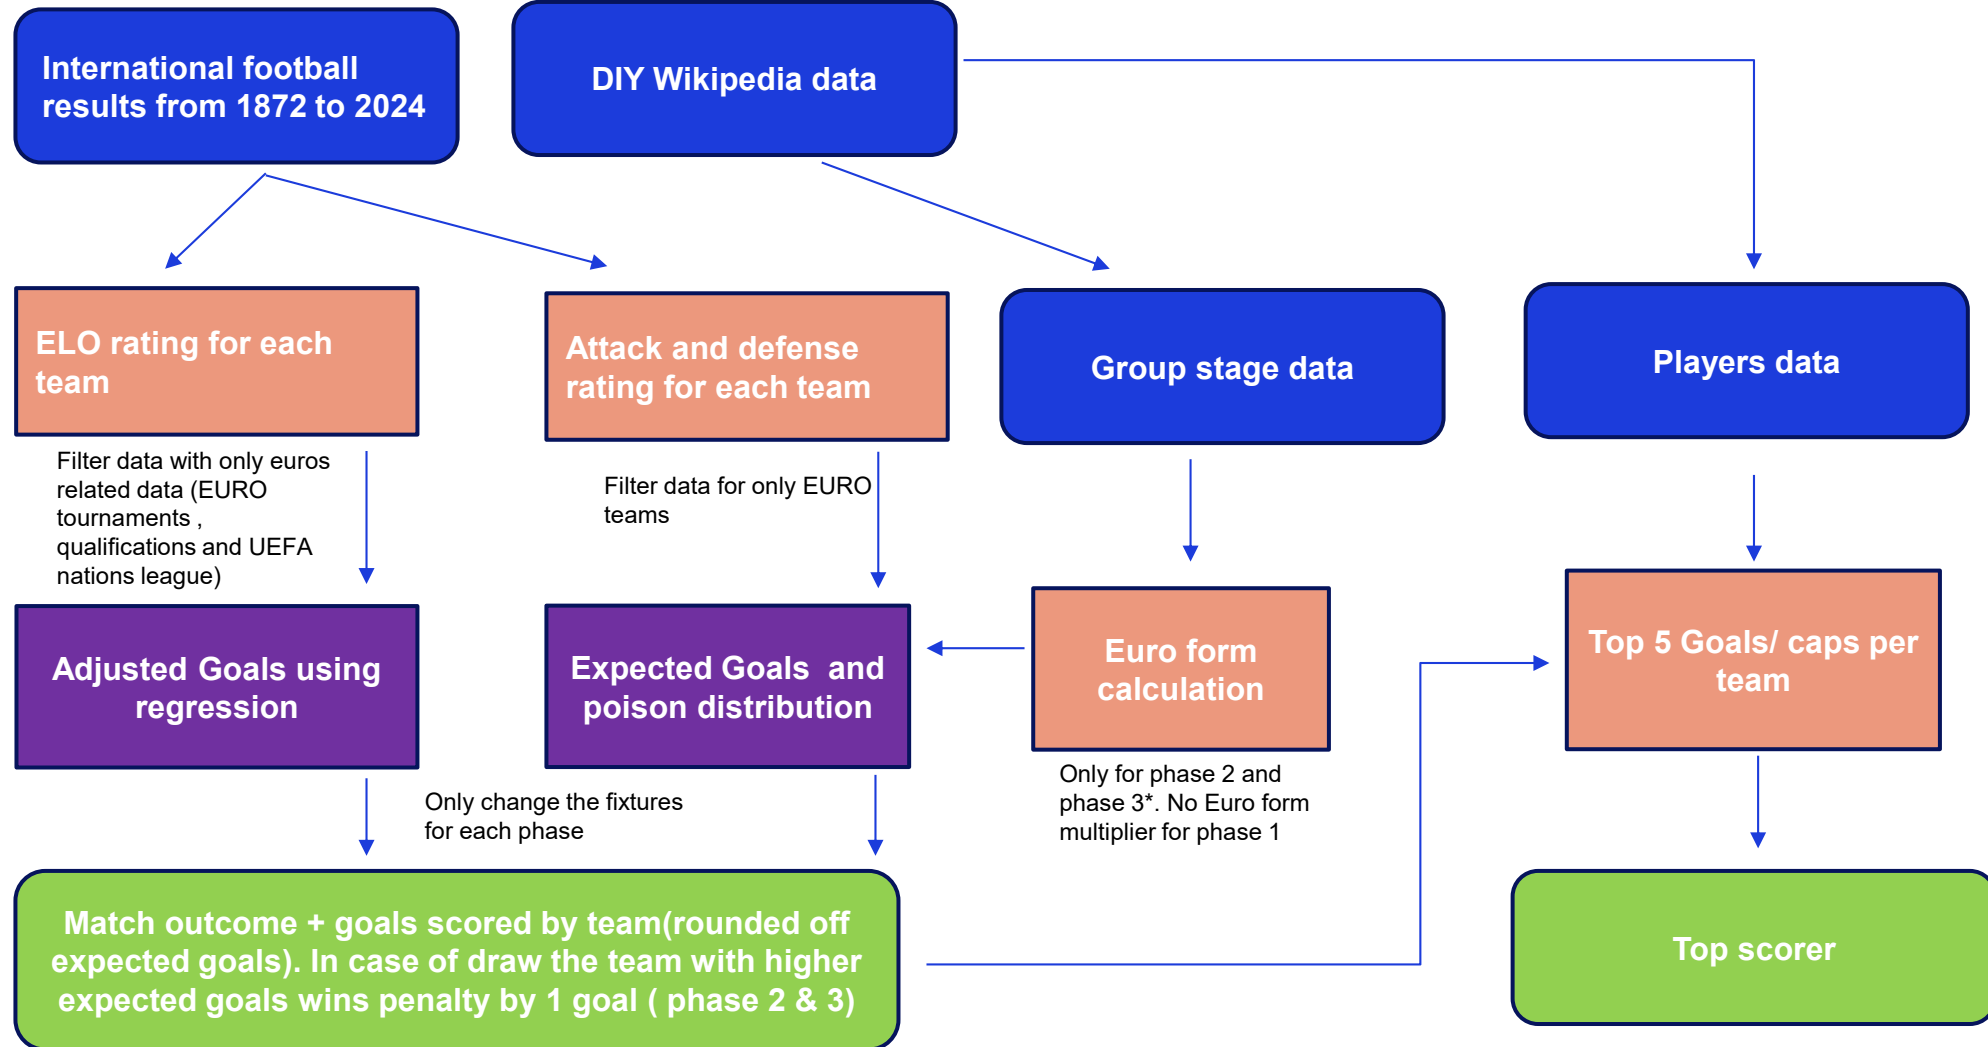 International football
results from 1872 to 2024
DIY Wikipedia data
ELO rating for each
team
Attack and defense
rating for each team
Group stage data
Players data
Filter data with only euros
related data (EURO
tournaments ,
qualifications and UEFA
nations league)
Filter data for only EURO
teams
Adjusted Goals using
regression
Expected Goals  and
poison distribution
Euro form
calculation
Top 5 Goals/ caps per
team
Only change the fixtures
for each phase
Only for phase 2 and
phase 3*. No Euro form
multiplier for phase 1
Match outcome + goals scored by team(rounded off
expected goals). In case of draw the team with higher
expected goals wins penalty by 1 goal ( phase 2 & 3)
Top scorer